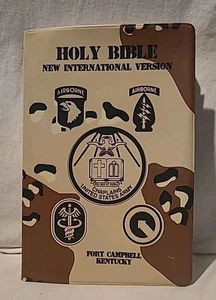 HOLY BIBLE
NEW INTERNATIONAL VERSION
AIRBORNE
AIRBORNE
CHAPLAINS
UNITED STATES ARMY
FORT CAMPBELL
KENTUCKY